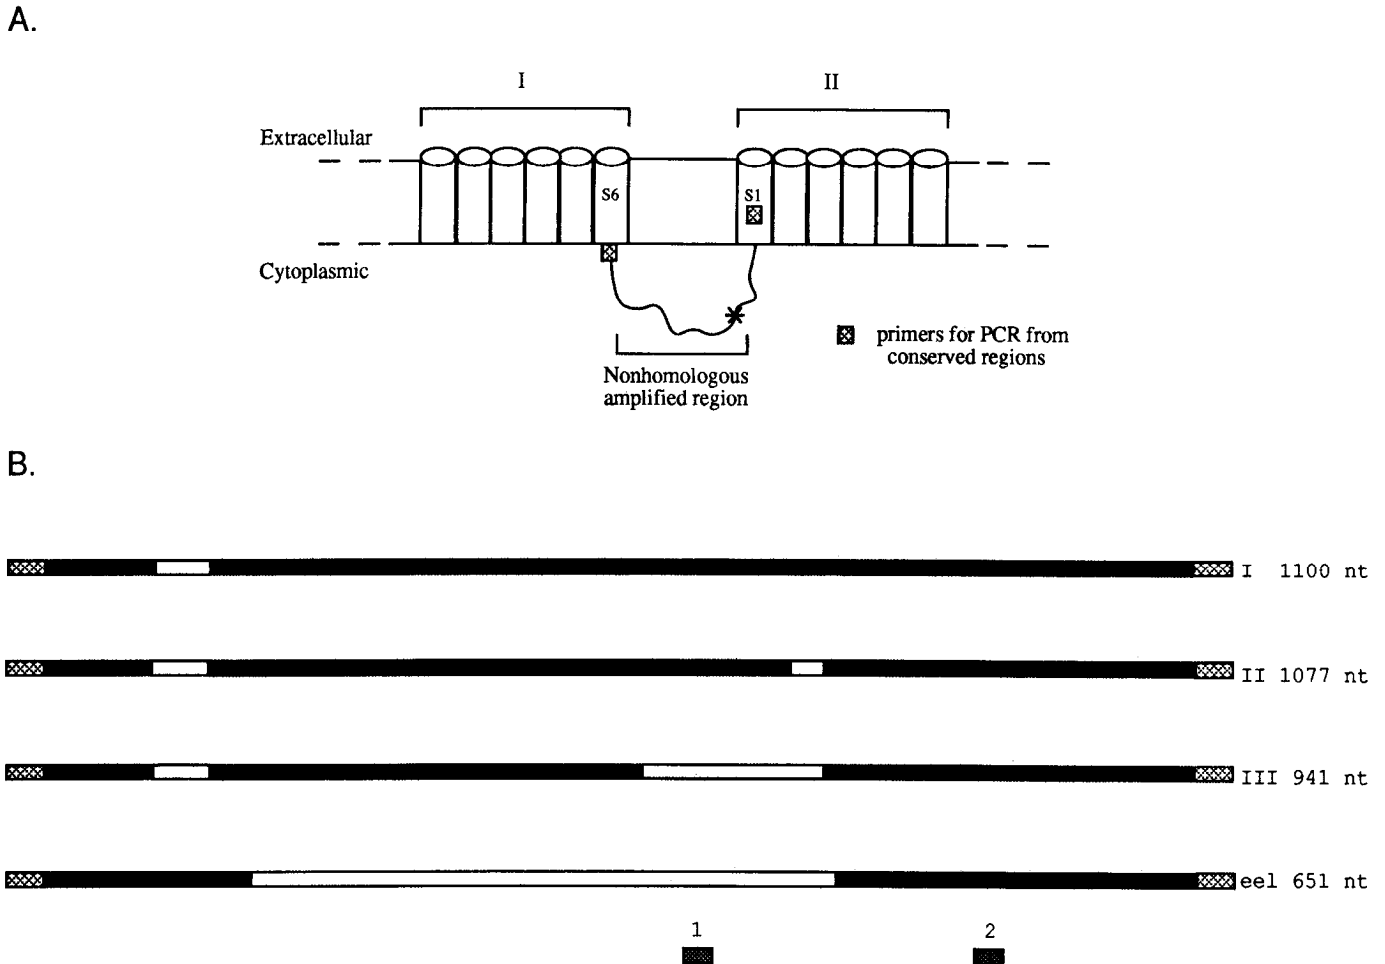 A.
I
II
Extracellular
S6
S1
Cytoplasmic
primers for PCR from
conserved regions
Nonhomologous
amplified region
B.
I 1100 nt
II 1077 nt
III 941 nt
eel 651 nt
1
2